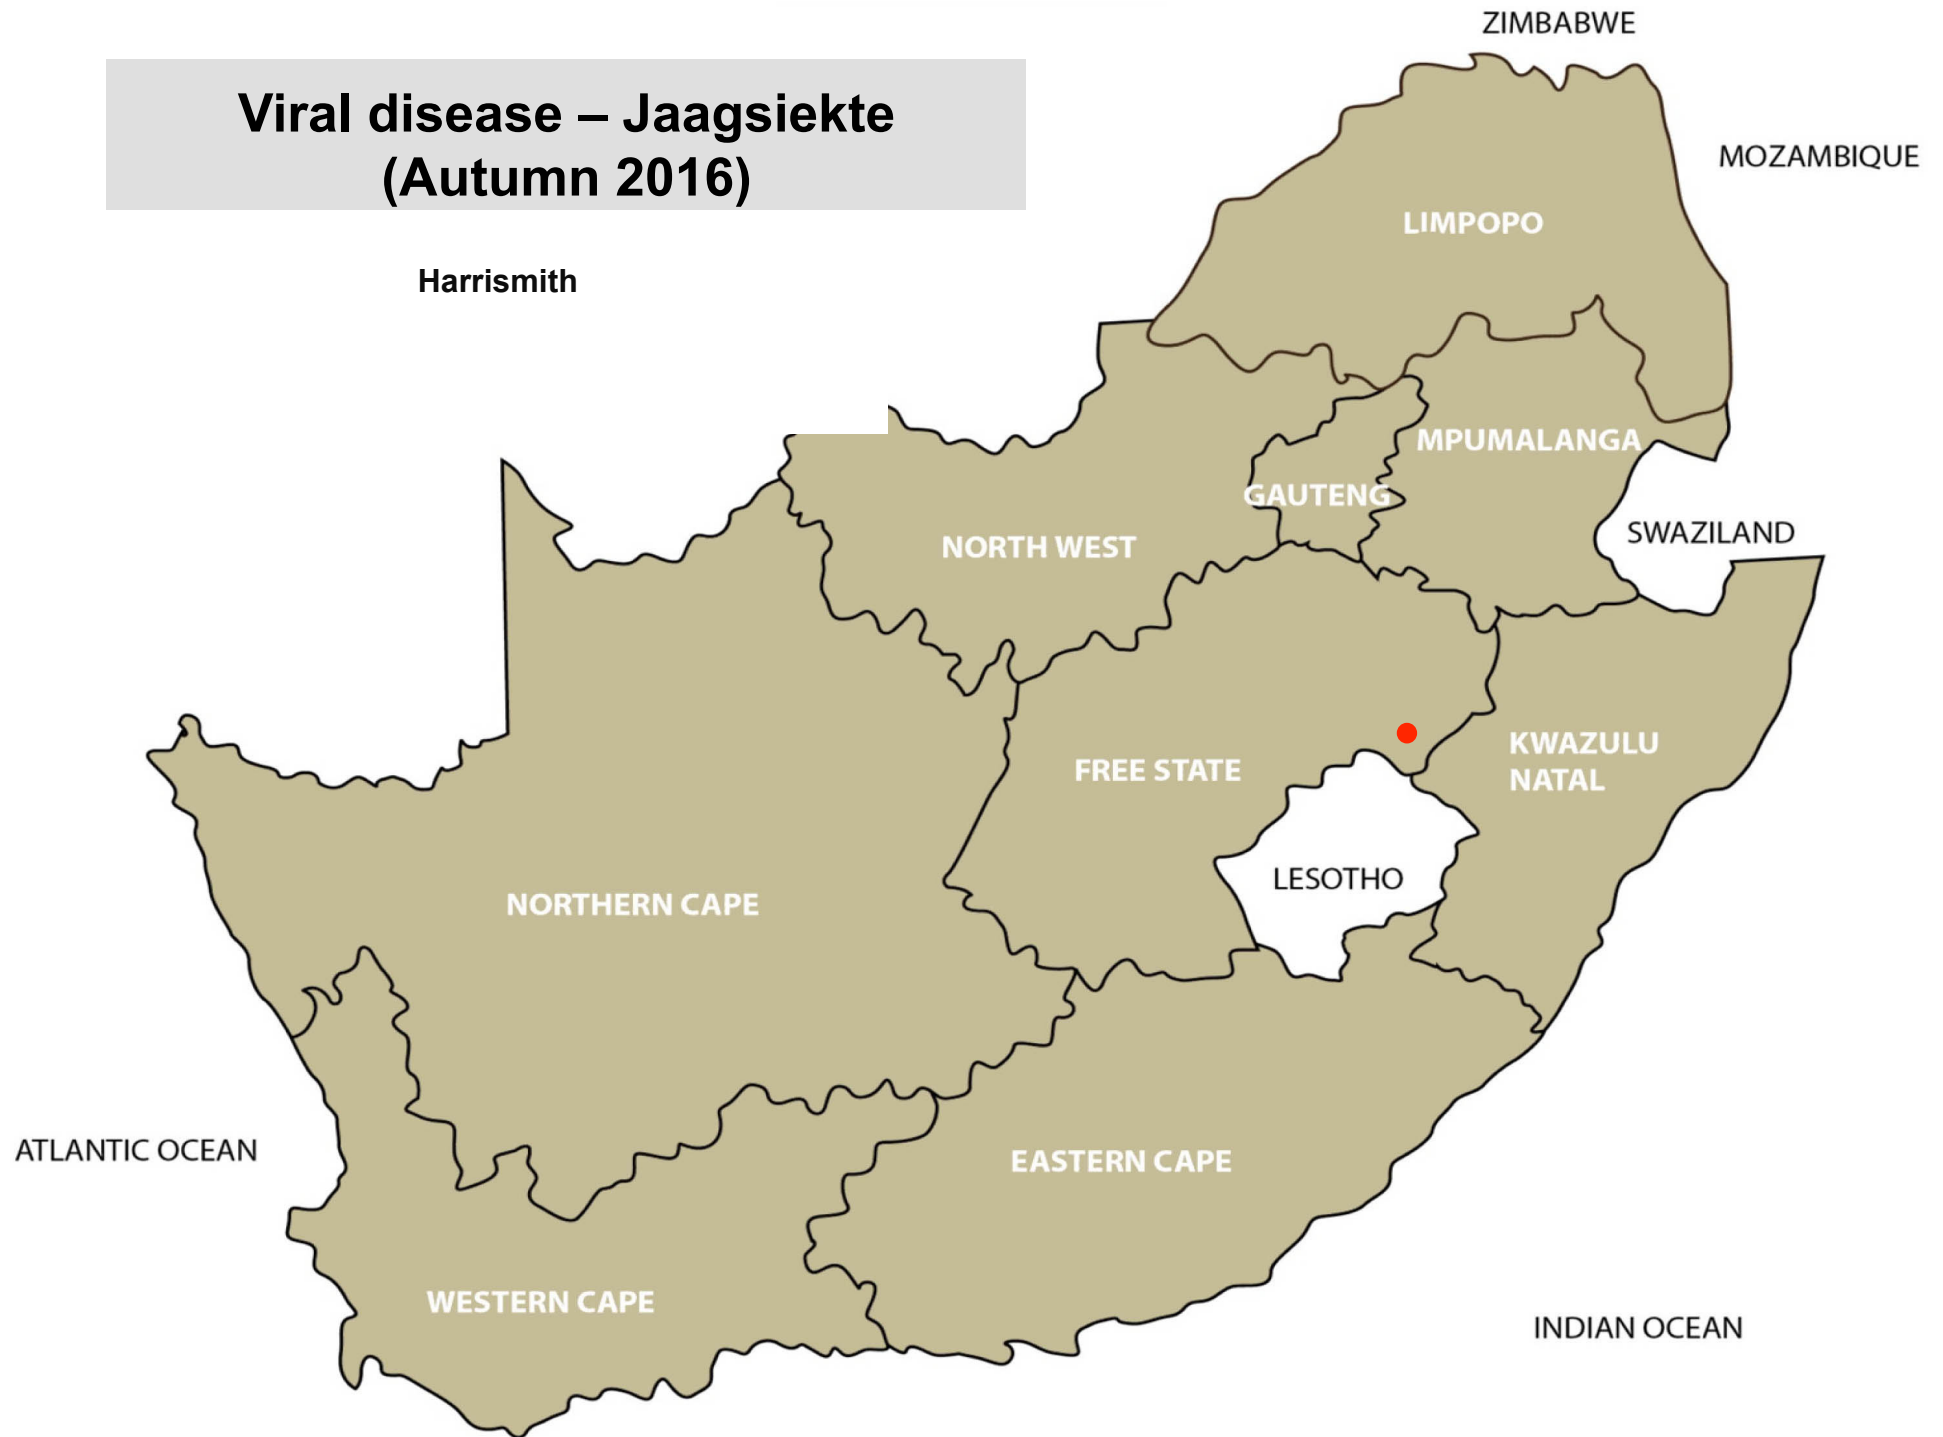 ZIMBABWE
Viral disease – Jaagsiekte
(Autumn 2016)
MOZAMBIQUE
LIMPOPO
Harrismith
MPUMALANGA
GAUTENG
SWAZILAND
NORTH WEST
KWAZULU
NATAL
FREE STATE
LESOTHO
NORTHERN CAPE
ATLANTIC OCEAN
EASTERN CAPE
WESTERN CAPE
INDIAN OCEAN